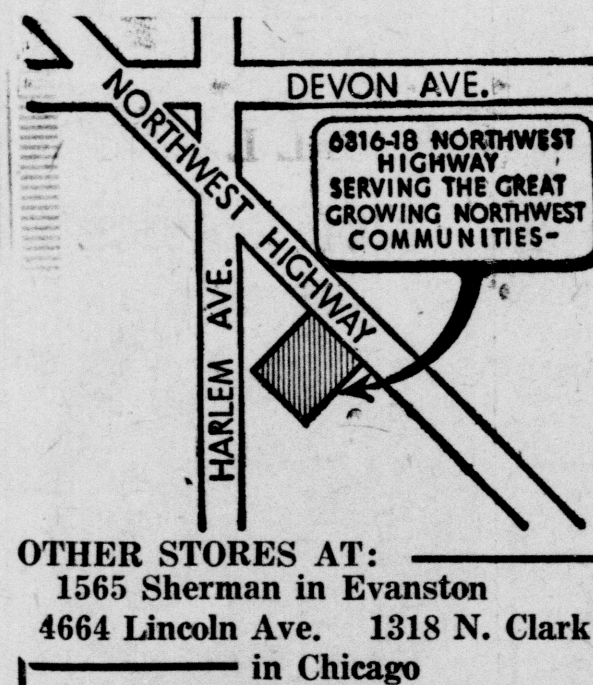 DEVON AVE.
NORTHWEST HIGHWAY
6316-18 NORTHWEST
HIGHWAY
SERVING THE GREAT
GROWING NORTHWEST
COMMUNITIES-
HARLEM AVE.
OTHER STORES AT:
1565 Sherman in Evanston
4664 Lincoln Ave. 1318 N. Clark
in Chicago